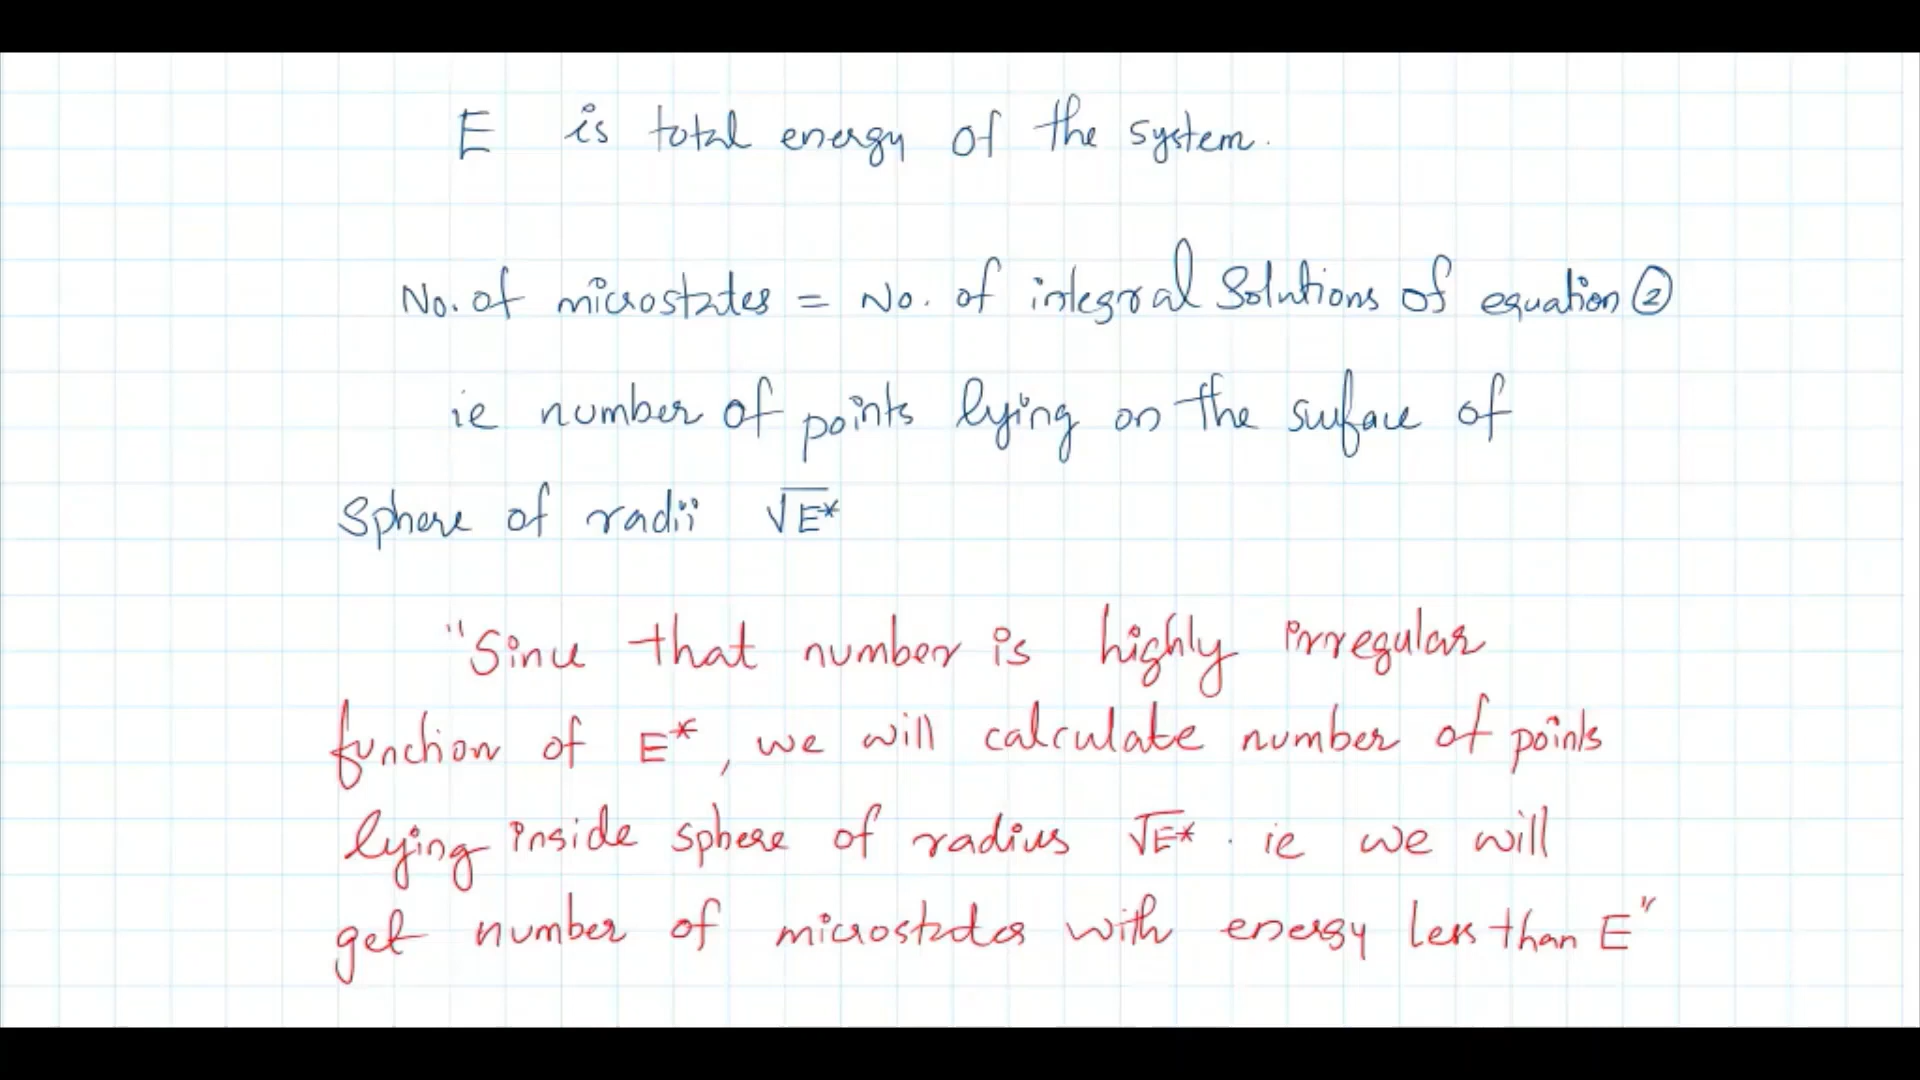 E is total energy of the system.
No. of microstates = No. of integral Solutions of equation ②
ie number of points lying on the surface of
Sphere of radii √E*
"Since that number is highly irregular
function of E*, we will calculate number of points
lying inside sphere of radius √E* . ie we will
get number of microstates with energy less than E"